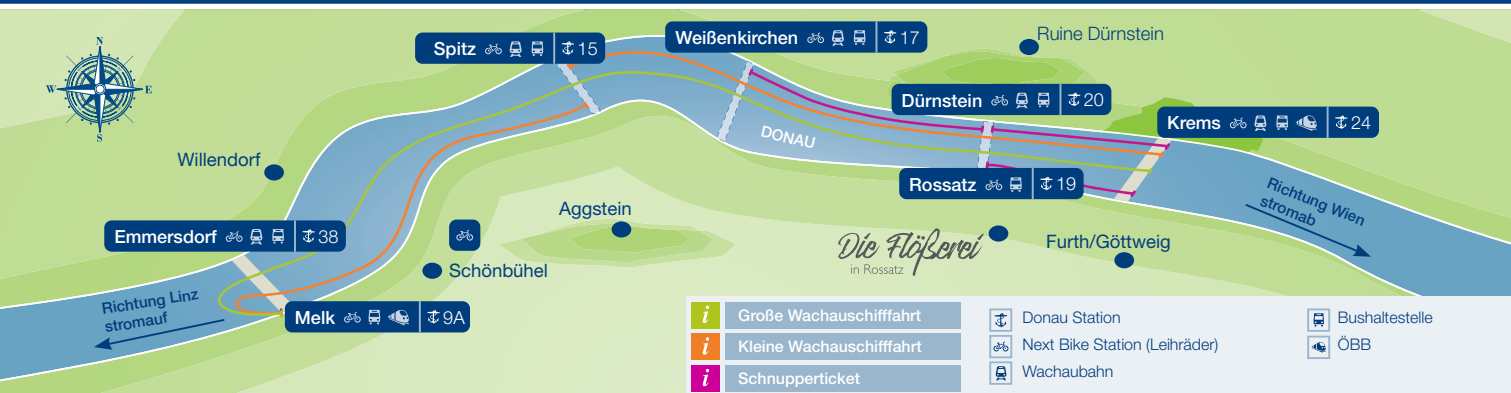 N
W
E
S
Spitz 15
Weißenkirchen 17
Ruine Dürnstein
Dürnstein 20
Krems 24
DONAU
Willendorf
Rossatz 19
Richtung Wien
stromab
Aggstein
Emmersdorf 38
Die Flößerei
in Rossatz
Furth/Göttweig
Schönbühel
Richtung Linz
stromauf
Melk 9A
i Große Wachauschifffahrt
i Kleine Wachauschifffahrt
i Schnupperticket
Donau Station
Next Bike Station (Leihräder)
Wachaubahn
Bushaltestelle
ÖBB